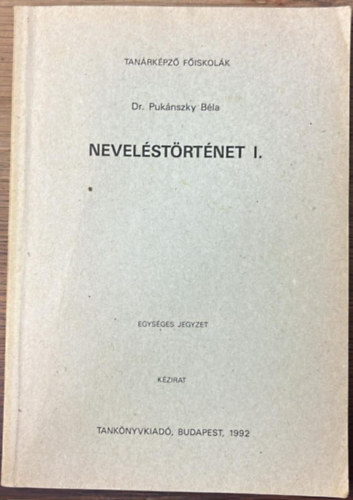 TANÁRKÉPZŐ FŐISKOLÁK
Dr. Pukánszky Béla
NEVELÉSTÖRTÉNET I.
EGYSÉGES JEGYZET
KÉZIRAT
TANKÖNYVKIADÓ, BUDAPEST, 1992